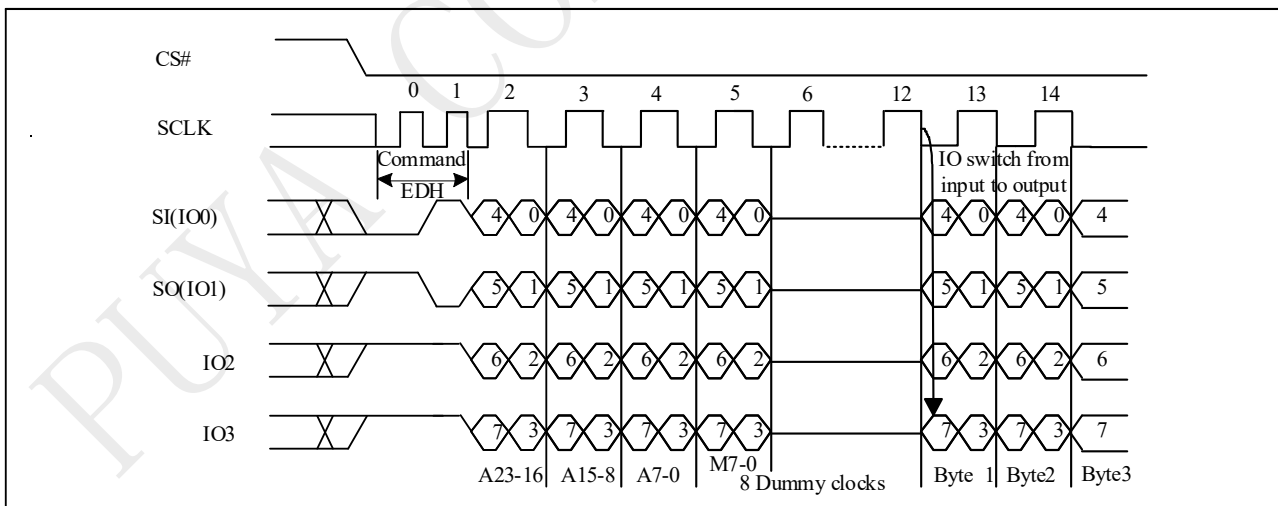 PUYA CO
CS#
0 1 2 3 4 5 6 12 13 14
SCLK
Command
EDH
IO switch from
input to output
SI(IO0) 4 0 4 0 4 0 4 0 4 0 4 0 4
SO(IO1) 5 1 5 1 5 1 5 1 5 1 5 1 5
IO2 6 2 6 2 6 2 6 2 6 2 6 2 6
IO3 7 3 7 3 7 3 7 3 7 3 7 3 7
A23-16 A15-8 A7-0 M7-0 8 Dummy clocks Byte 1 Byte2 Byte3